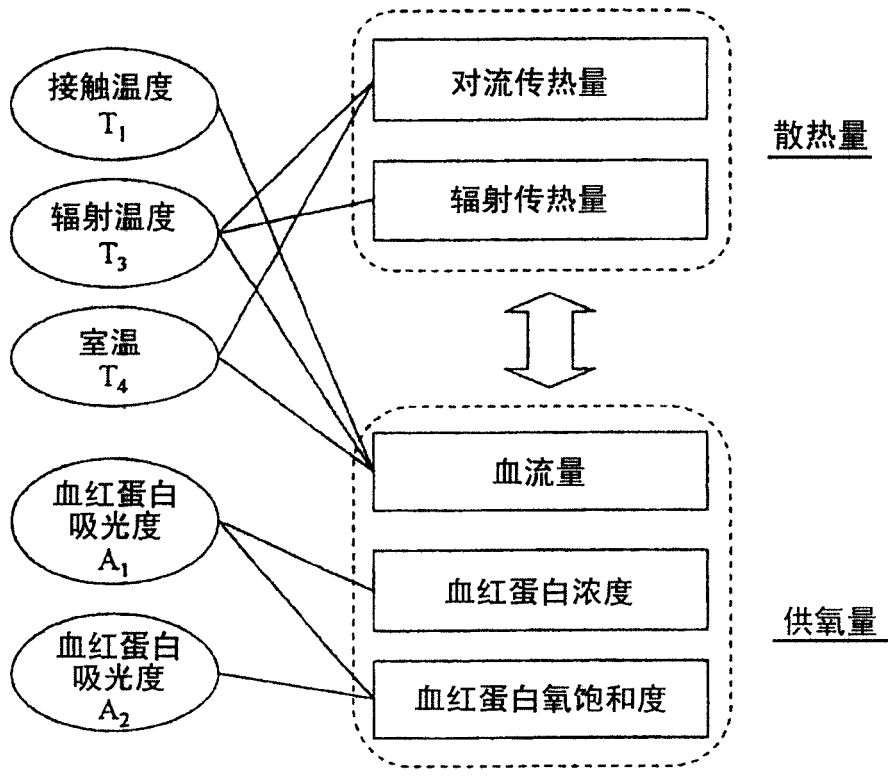 接触温度
T₁
辐射温度
T₃
室温
T₄
血红蛋白
吸光度
A₁
血红蛋白
吸光度
A₂
对流传热量
辐射传热量
散热量
血流量
血红蛋白浓度
血红蛋白氧饱和度
供氧量